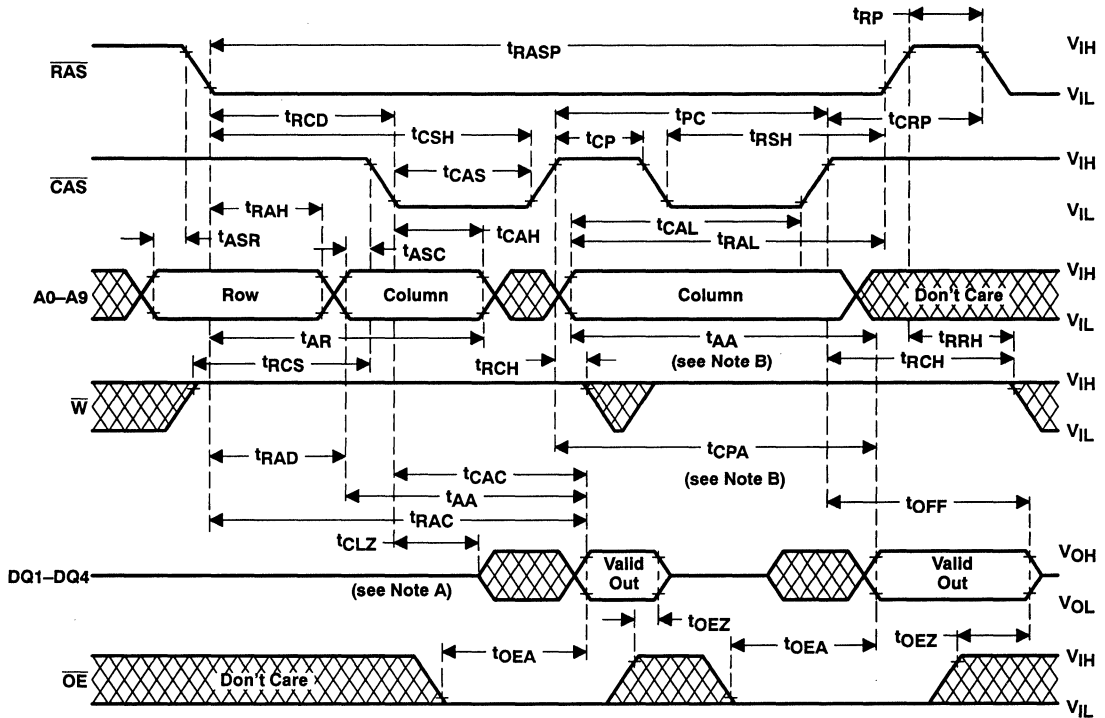 tRP
tRASP
VIH
RAS
VIL
tRCD
tPC
tCSH
tCP
tRSH
tCRP
VIH
tCAS
CAS
VIL
tRAH
tCAH
tCAL
tASR
tASC
tRAL
VIH
A0–A9
Row
Column
Column
Don't Care
VIL
tAR
tAA
tRRH
tRCS
tRCH
(see Note B)
tRCH
VIH
W
VIL
tRAD
tCPA
tCAC
(see Note B)
tAA
tOFF
tRAC
tCLZ
VOH
DQ1–DQ4
(see Note A)
Valid
Out
Valid
Out
VOL
tOEZ
tOEA
tOEA
tOEZ
VIH
OE
Don't Care
VIL